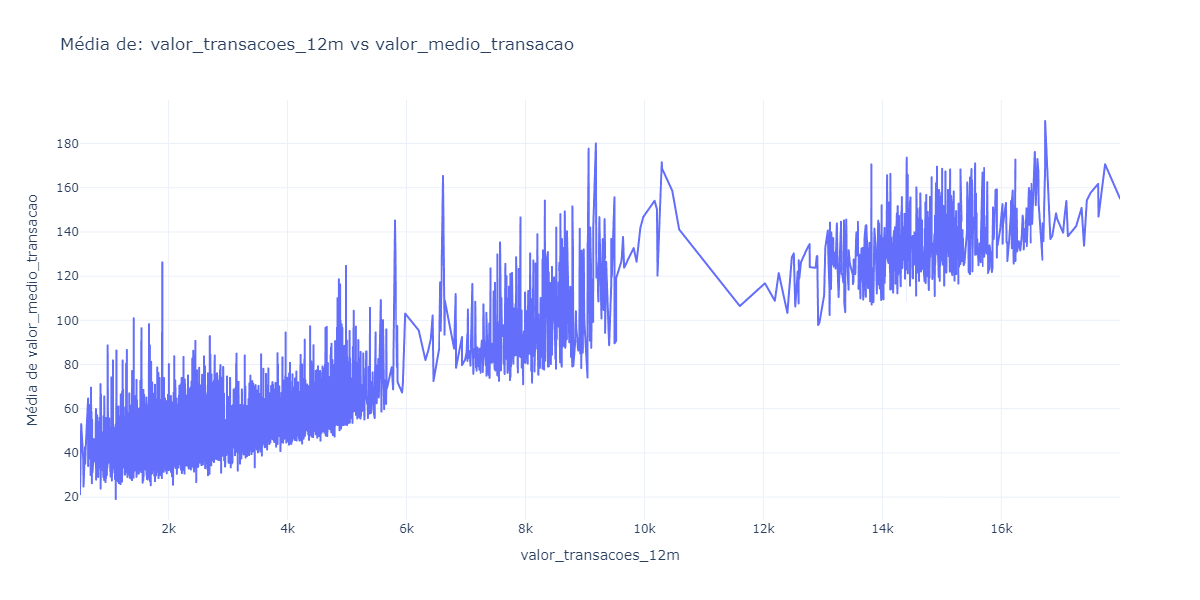 Média de: valor_transacoes_12m vs valor_medio_transacao
Média de valor_medio_transacao
180
160
140
120
100
80
60
40
20
2k
4k
6k
8k
10k
12k
14k
16k
valor_transacoes_12m